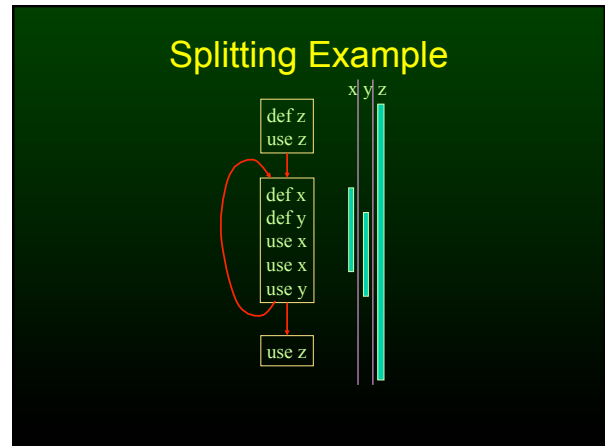 Splitting Example
x y z
def z
use z
def x
def y
use x
use x
use y
use z